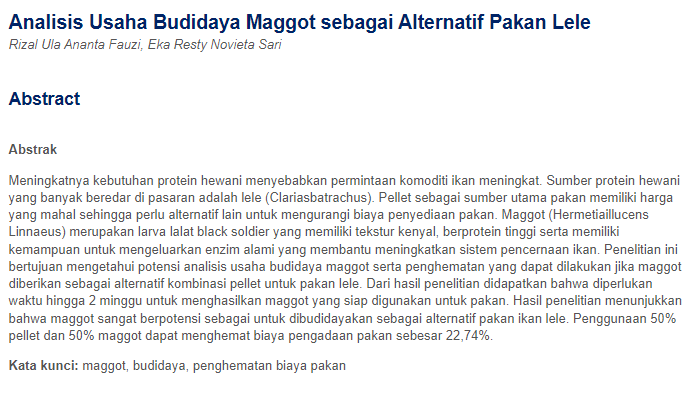 Analisis Usaha Budidaya Maggot sebagai Alternatif Pakan Lele
Rizal Ula Ananta Fauzi, Eka Resty Novieta Sari
Abstract
Abstrak
Meningkatnya kebutuhan protein hewani menyebabkan permintaan komoditi ikan meningkat. Sumber protein hewani
yang banyak beredar di pasaran adalah lele (Clariasbatrachus). Pellet sebagai sumber utama pakan memiliki harga
yang mahal sehingga perlu alternatif lain untuk mengurangi biaya penyediaan pakan. Maggot (Hermetiaillucens
Linnaeus) merupakan larva lalat black soldier yang memiliki tekstur kenyal, berprotein tinggi serta memiliki
kemampuan untuk mengeluarkan enzim alami yang membantu meningkatkan sistem pencernaan ikan. Penelitian ini
bertujuan mengetahui potensi analisis usaha budidaya maggot serta penghematan yang dapat dilakukan jika maggot
diberikan sebagai alternatif kombinasi pellet untuk pakan lele. Dari hasil penelitian didapatkan bahwa diperlukan
waktu hingga 2 minggu untuk menghasilkan maggot yang siap digunakan untuk pakan. Hasil penelitian menunjukkan
bahwa maggot sangat berpotensi sebagai untuk dibudidayakan sebagai alternatif pakan ikan lele. Penggunaan 50%
pellet dan 50% maggot dapat menghemat biaya pengadaan pakan sebesar 22,74%.
Kata kunci: maggot, budidaya, penghematan biaya pakan